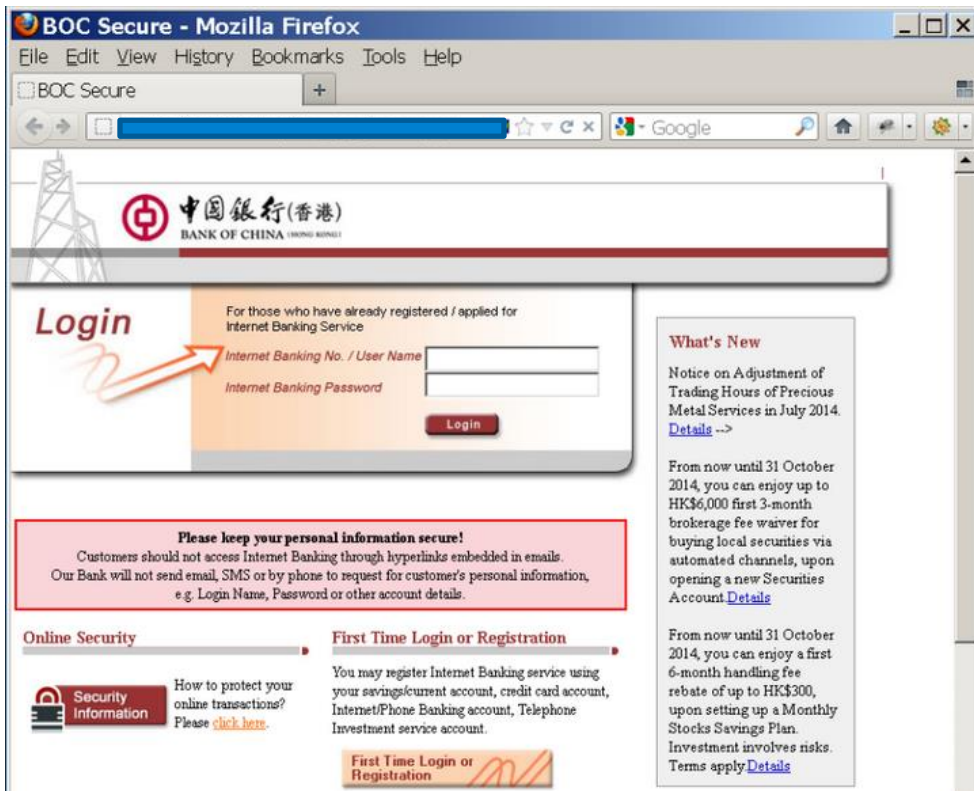 BOC Secure - Mozilla Firefox
File Edit View History Bookmarks Tools Help
BOC Secure
Google
中国銀行(香港)
BANK OF CHINA (HONG KONG)
Login
For those who have already registered / applied for
Internet Banking Service
Internet Banking No. / User Name
Internet Banking Password
Login
Please keep your personal information secure!
Customers should not access Internet Banking through hyperlinks embedded in emails.
Our Bank will not send email, SMS or by phone to request for customer's personal information,
e.g. Login Name, Password or other account details.
Online Security
Security
Information
How to protect your
online transactions?
Please click here.
First Time Login or Registration
You may register Internet Banking service using
your savings/current account, credit card account,
Internet/Phone Banking account, Telephone
Investment service account.
First Time Login or
Registration
What's New
Notice on Adjustment of
Trading Hours of Precious
Metal Services in July 2014.
Details -->
From now until 31 October
2014, you can enjoy up to
HK$6,000 first 3-month
brokerage fee waiver for
buying local securities via
automated channels, upon
opening a new Securities
Account.Details
From now until 31 October
2014, you can enjoy a first
6-month handling fee
rebate of up to HK$300,
upon setting up a Monthly
Stocks Savings Plan.
Investment involves risks.
Terms apply.Details